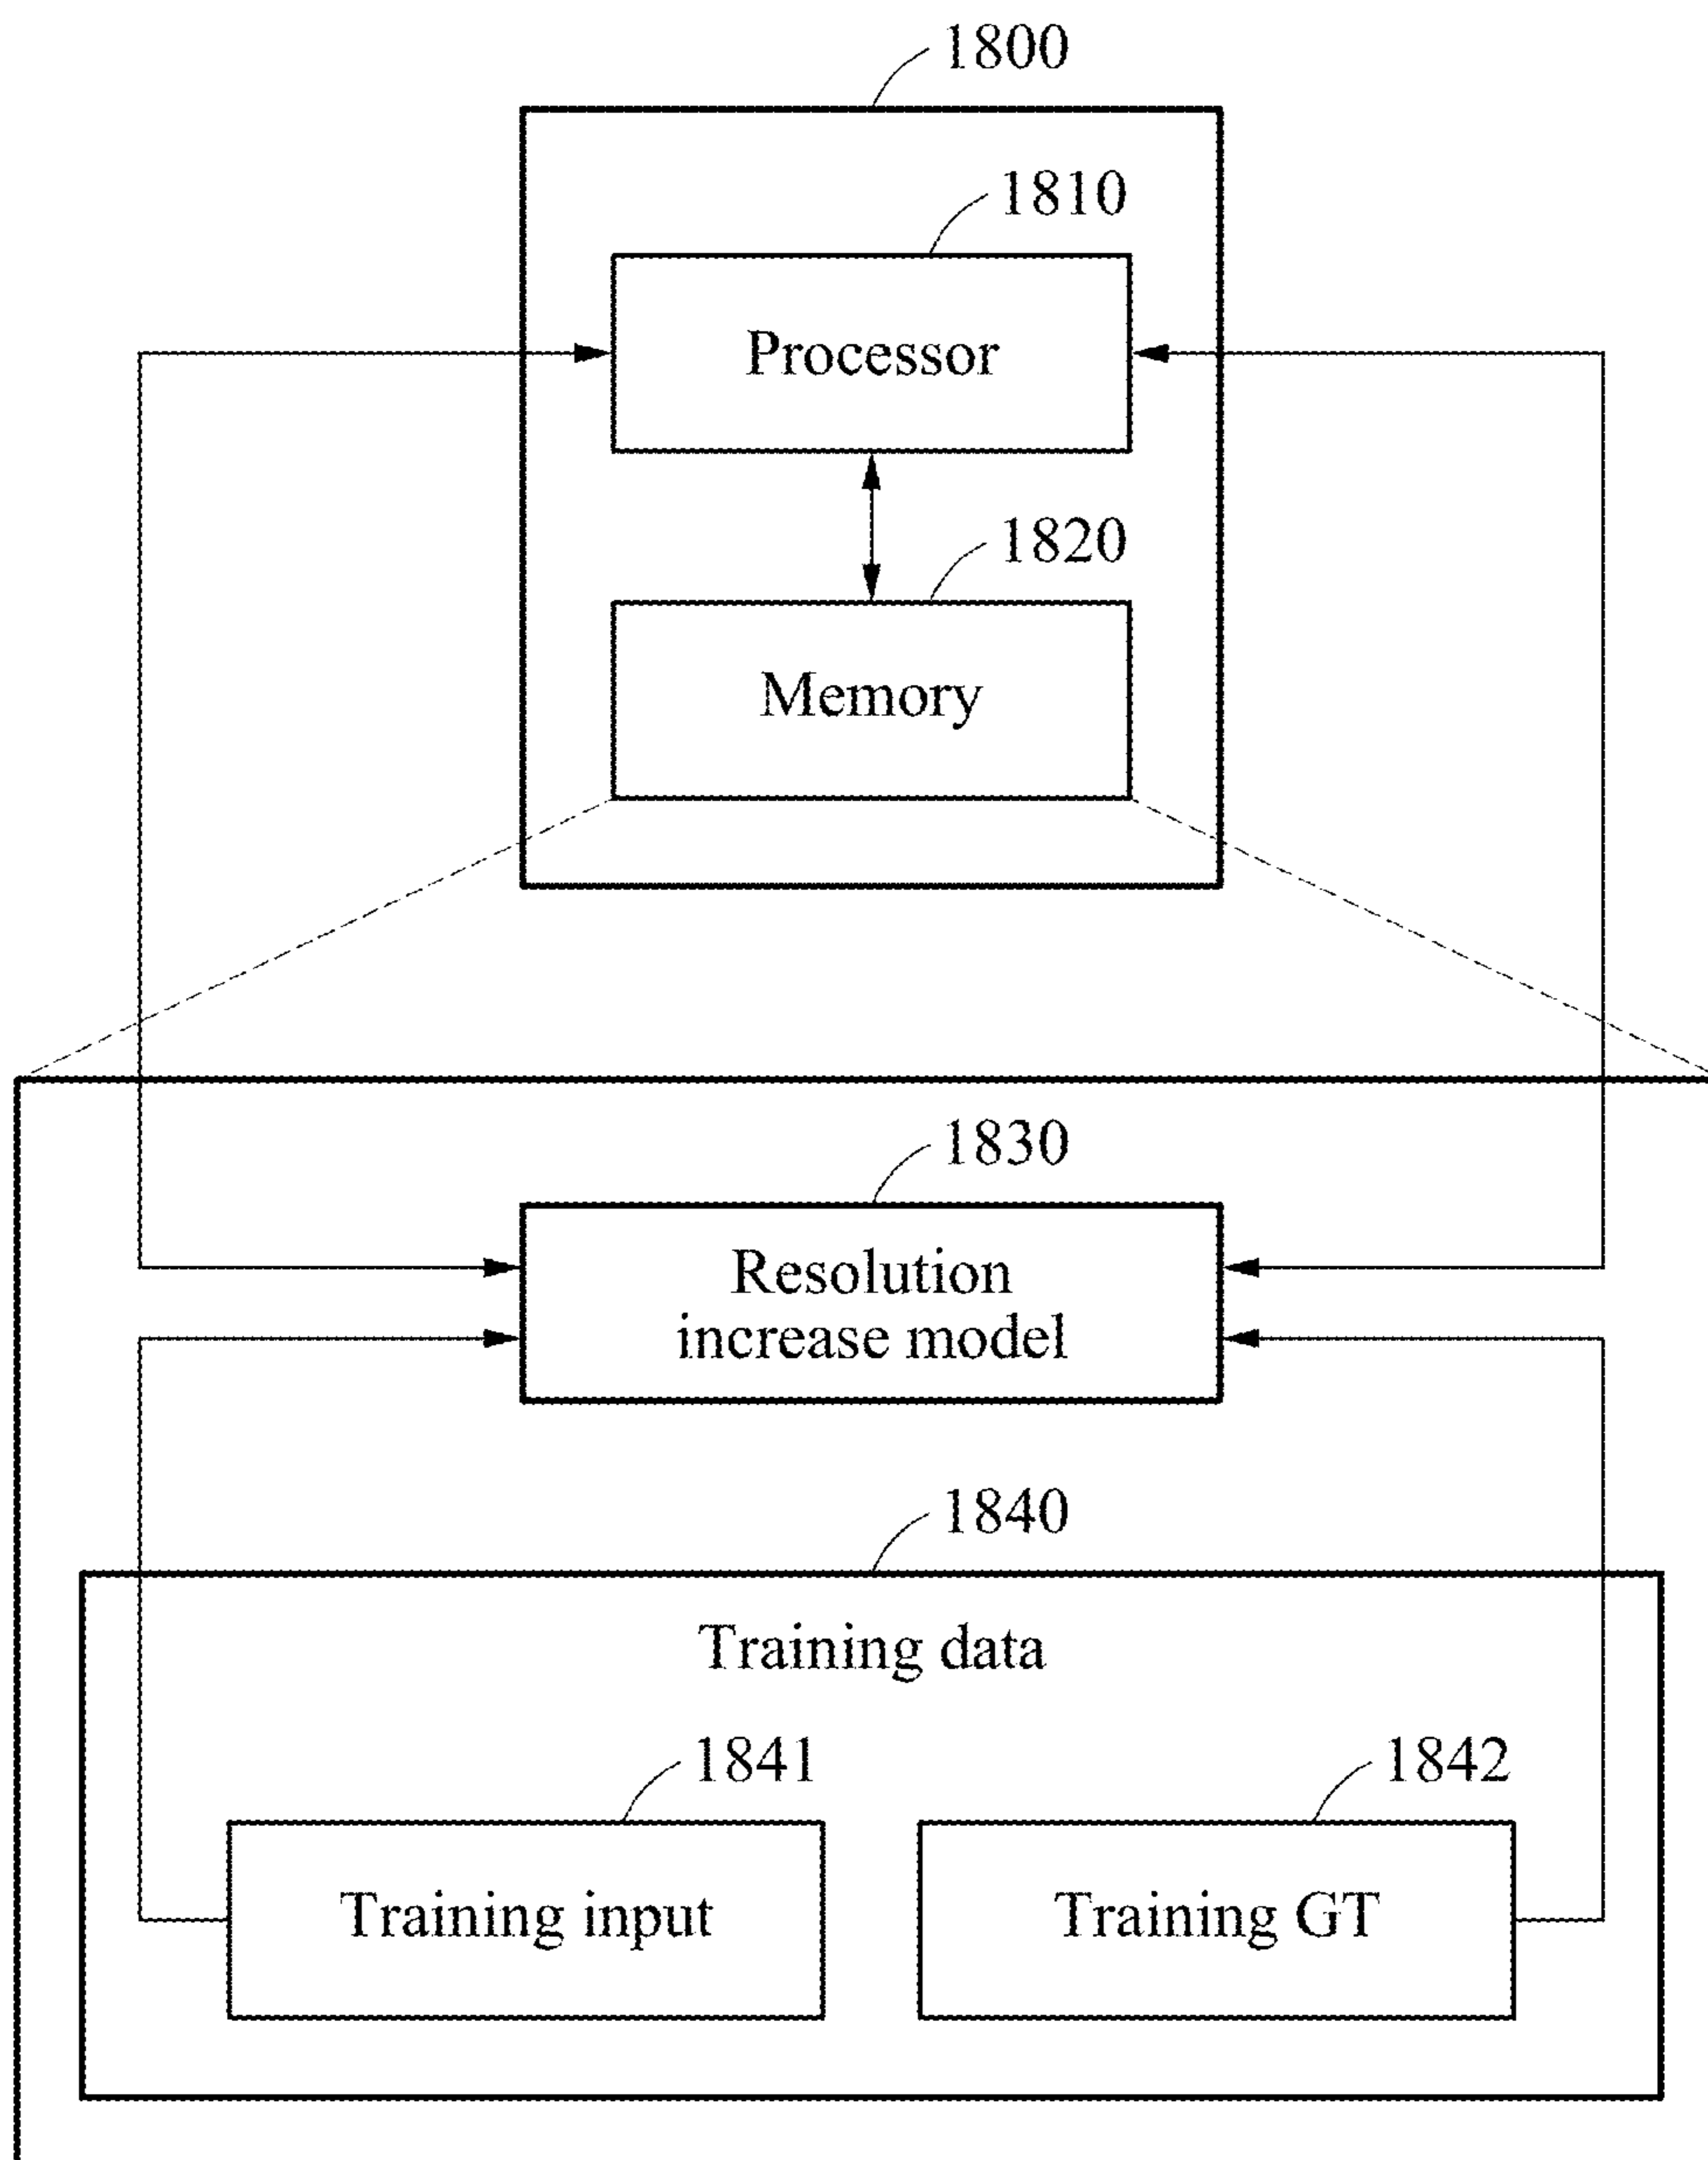 1800
1810
Processor
1820
Memory
1830
Resolution
increase model
1840
Training data
1841
1842
Training input
Training GT